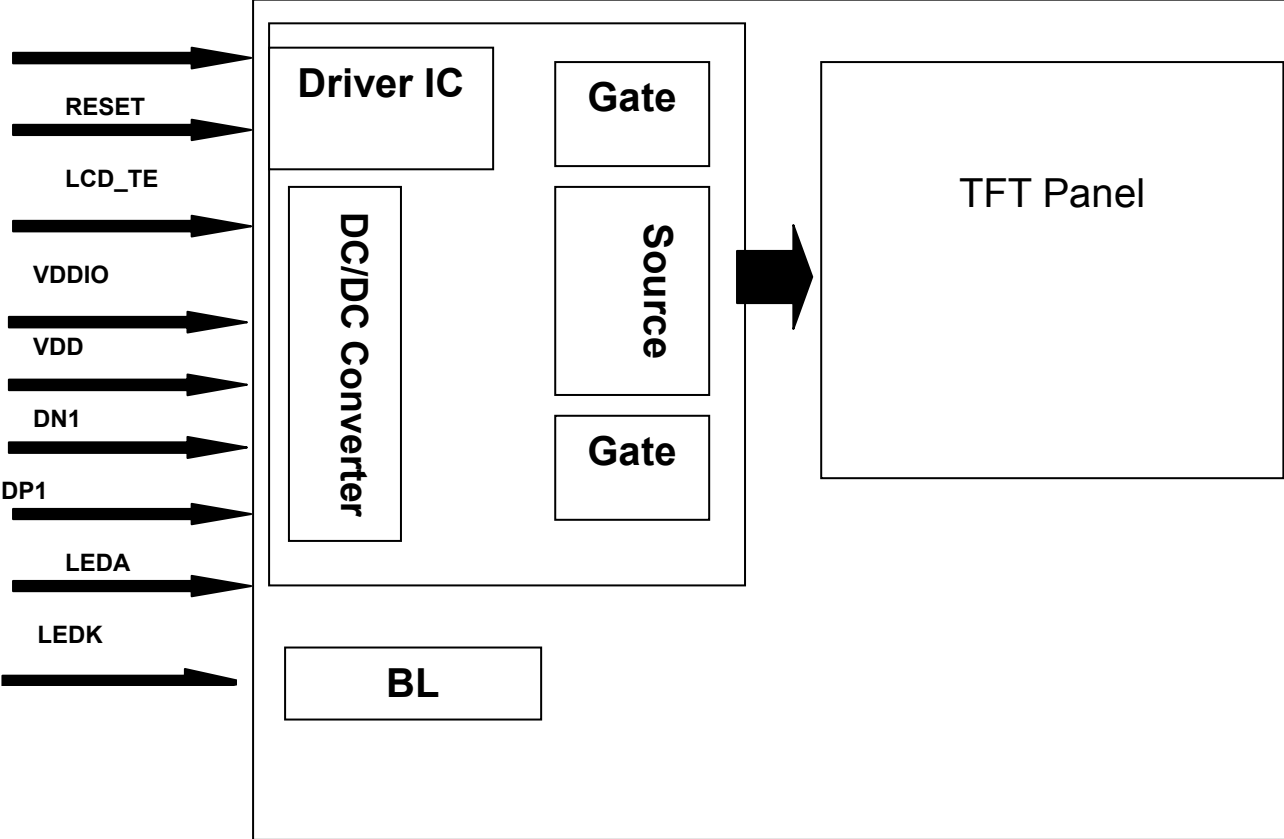 RESET
LCD_TE
VDDIO
VDD
DN1
DP1
LEDA
LEDK
Driver IC
DC/DC Converter
Gate
Source
Gate
BL
TFT Panel